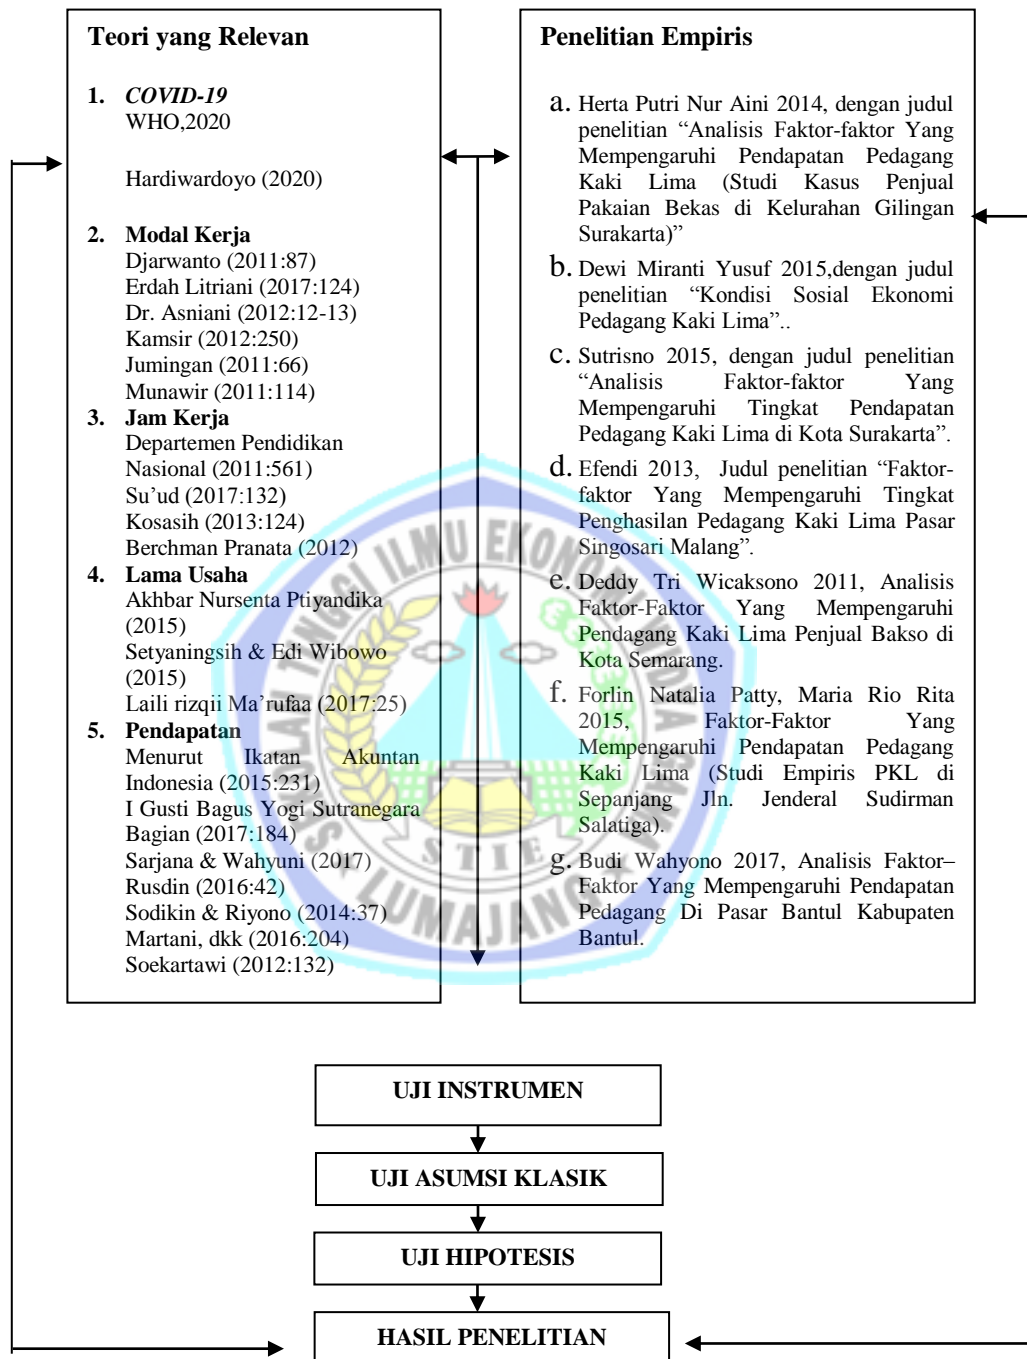 Teori yang Relevan
1. COVID-19
WHO,2020
Hardiwardoyo (2020)
2. Modal Kerja
Djarwanto (2011:87)
Erdah Litriani (2017:124)
Dr. Asniani (2012:12-13)
Kamsir (2012:250)
Jumingan (2011:66)
Munawir (2011:114)
3. Jam Kerja
Departemen Pendidikan
Nasional (2011:561)
Su’ud (2017:132)
Kosasih (2013:124)
Berchman Pranata (2012)
4. Lama Usaha
Akhbar Nursenta Ptiyandika
(2015)
Setyaningsih & Edi Wibowo
(2015)
Laili rizqii Ma’rufaa (2017:25)
5. Pendapatan
Menurut Ikatan Akuntan
Indonesia (2015:231)
I Gusti Bagus Yogi Sutranegara
Bagian (2017:184)
Sarjana & Wahyuni (2017)
Rusdin (2016:42)
Sodikin & Riyono (2014:37)
Martani, dkk (2016:204)
Soekartawi (2012:132)
Penelitian Empiris
a. Herta Putri Nur Aini 2014, dengan judul
penelitian “Analisis Faktor-faktor Yang
Mempengaruhi Pendapatan Pedagang
Kaki Lima (Studi Kasus Penjual
Pakaian Bekas di Kelurahan Gilingan
Surakarta)”
b. Dewi Miranti Yusuf 2015,dengan judul
penelitian “Kondisi Sosial Ekonomi
Pedagang Kaki Lima”..
c. Sutrisno 2015, dengan judul penelitian
“Analisis Faktor-faktor Yang
Mempengaruhi Tingkat Pendapatan
Pedagang Kaki Lima di Kota Surakarta”.
d. Efendi 2013, Judul penelitian “Faktor-
faktor Yang Mempengaruhi Tingkat
Penghasilan Pedagang Kaki Lima Pasar
Singosari Malang”.
e. Deddy Tri Wicaksono 2011, Analisis
Faktor-Faktor Yang Mempengaruhi
Pendagang Kaki Lima Penjual Bakso di
Kota Semarang.
f. Forlin Natalia Patty, Maria Rio Rita
2015, Faktor-Faktor Yang
Mempengaruhi Pendapatan Pedagang
Kaki Lima (Studi Empiris PKL di
Sepanjang Jln. Jenderal Sudirman
Salatiga).
g. Budi Wahyono 2017, Analisis Faktor–
Faktor Yang Mempengaruhi Pendapatan
Pedagang Di Pasar Bantul Kabupaten
Bantul.
SEKOLAH TINGGI ILMU EKONOMI WIDYA GAMA
STIE
LUMAJANG
UJI INSTRUMEN
UJI ASUMSI KLASIK
UJI HIPOTESIS
HASIL PENELITIAN